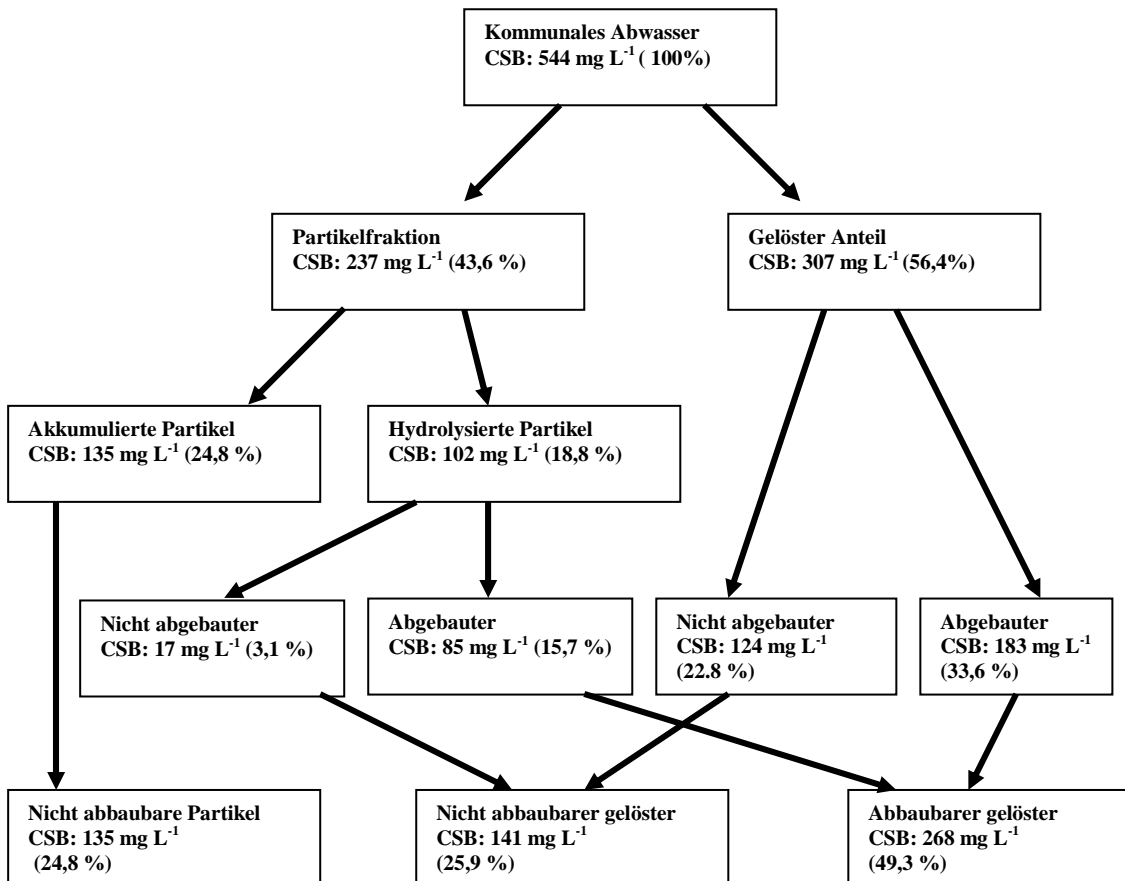 Kommunales Abwasser
CSB: 544 mg L⁻¹ ( 100%)
Partikelfraktion
CSB: 237 mg L⁻¹ (43,6 %)
Gelöster Anteil
CSB: 307 mg L⁻¹ (56,4%)
Akkumulierte Partikel
CSB: 135 mg L⁻¹ (24,8 %)
Hydrolysierte Partikel
CSB: 102 mg L⁻¹ (18,8 %)
Nicht abgebauter
CSB: 17 mg L⁻¹ (3,1 %)
Abgebauter
CSB: 85 mg L⁻¹ (15,7 %)
Nicht abgebauter
CSB: 124 mg L⁻¹
(22.8 %)
Abgebauter
CSB: 183 mg L⁻¹
(33,6 %)
Nicht abbaubare Partikel
CSB: 135 mg L⁻¹
(24,8 %)
Nicht abbaubarer gelöster
CSB: 141 mg L⁻¹
(25,9 %)
Abbaubarer gelöster
CSB: 268 mg L⁻¹
(49,3 %)